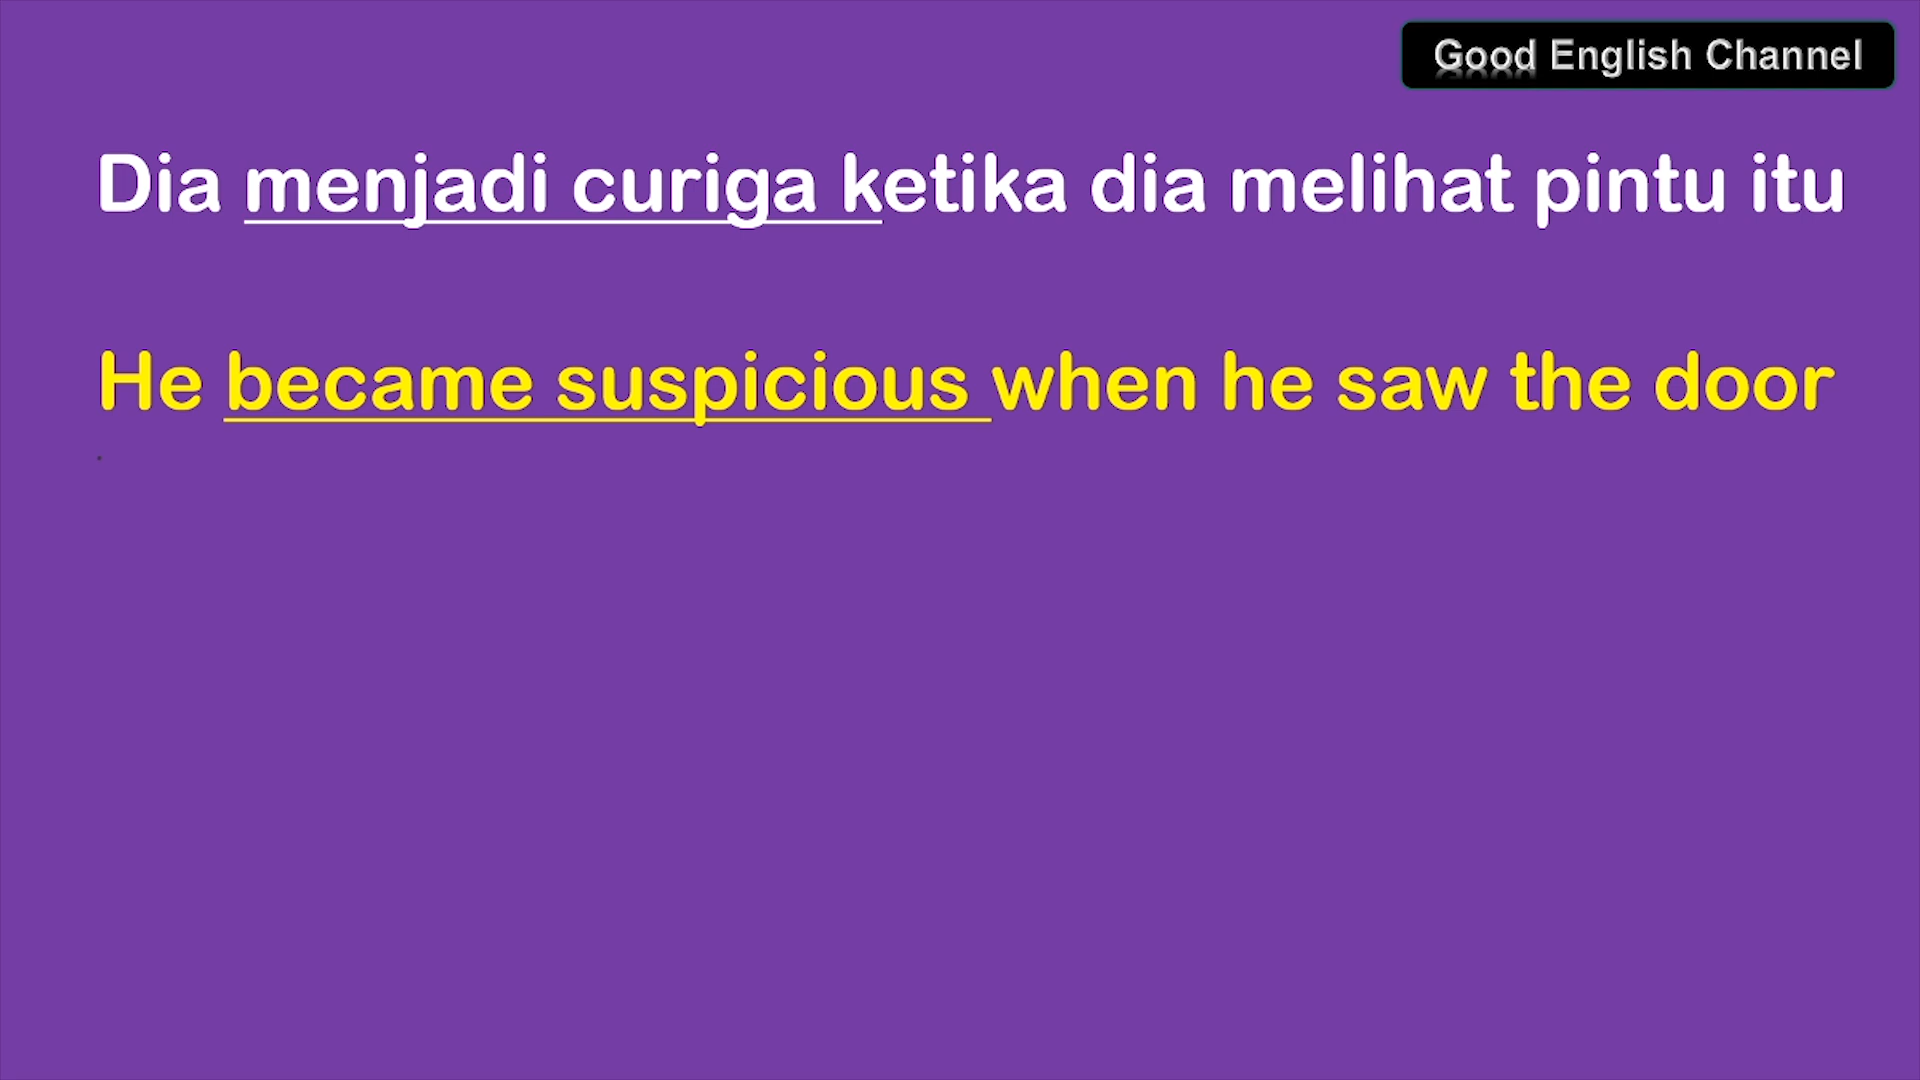 Good English Channel
Dia menjadi curiga ketika dia melihat pintu itu
He became suspicious when he saw the door
.